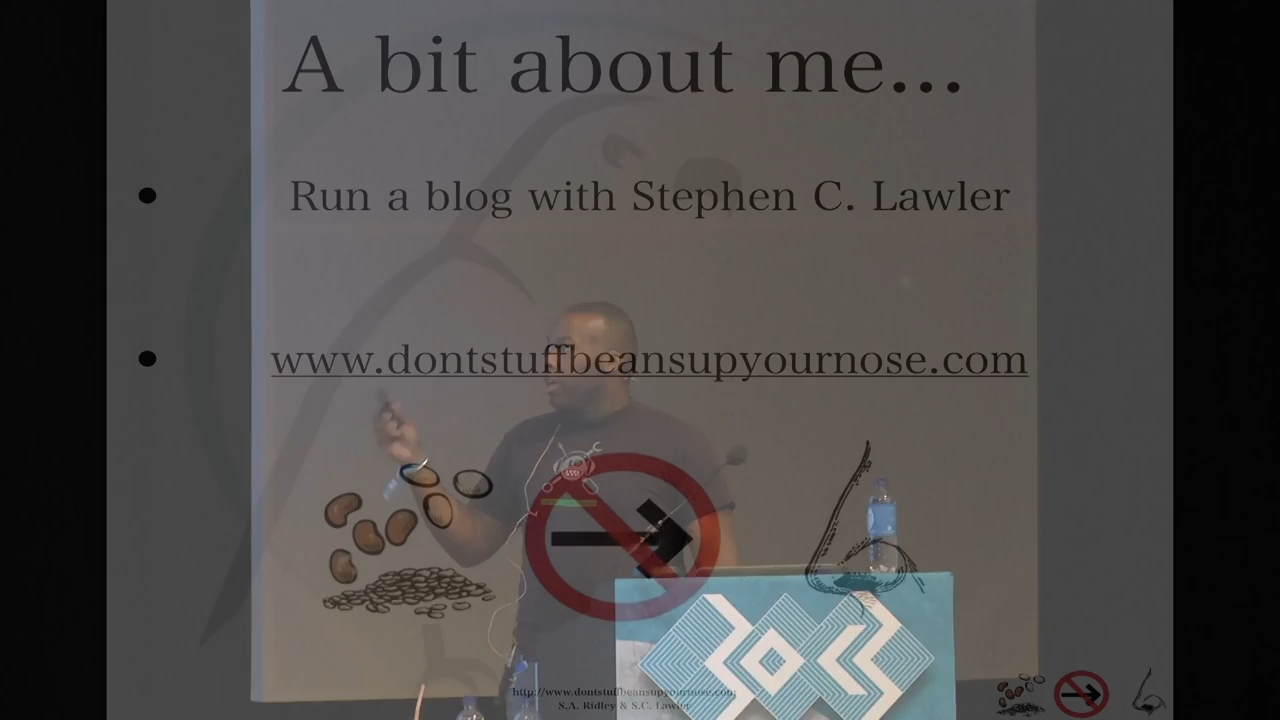 A bit about me...
Run a blog with Stephen C. Lawler
www.dontstuffbeansupyournose.com
http://www.dontstuffbeansupyournose.com
S.A. Ridley & S.C. Lawler